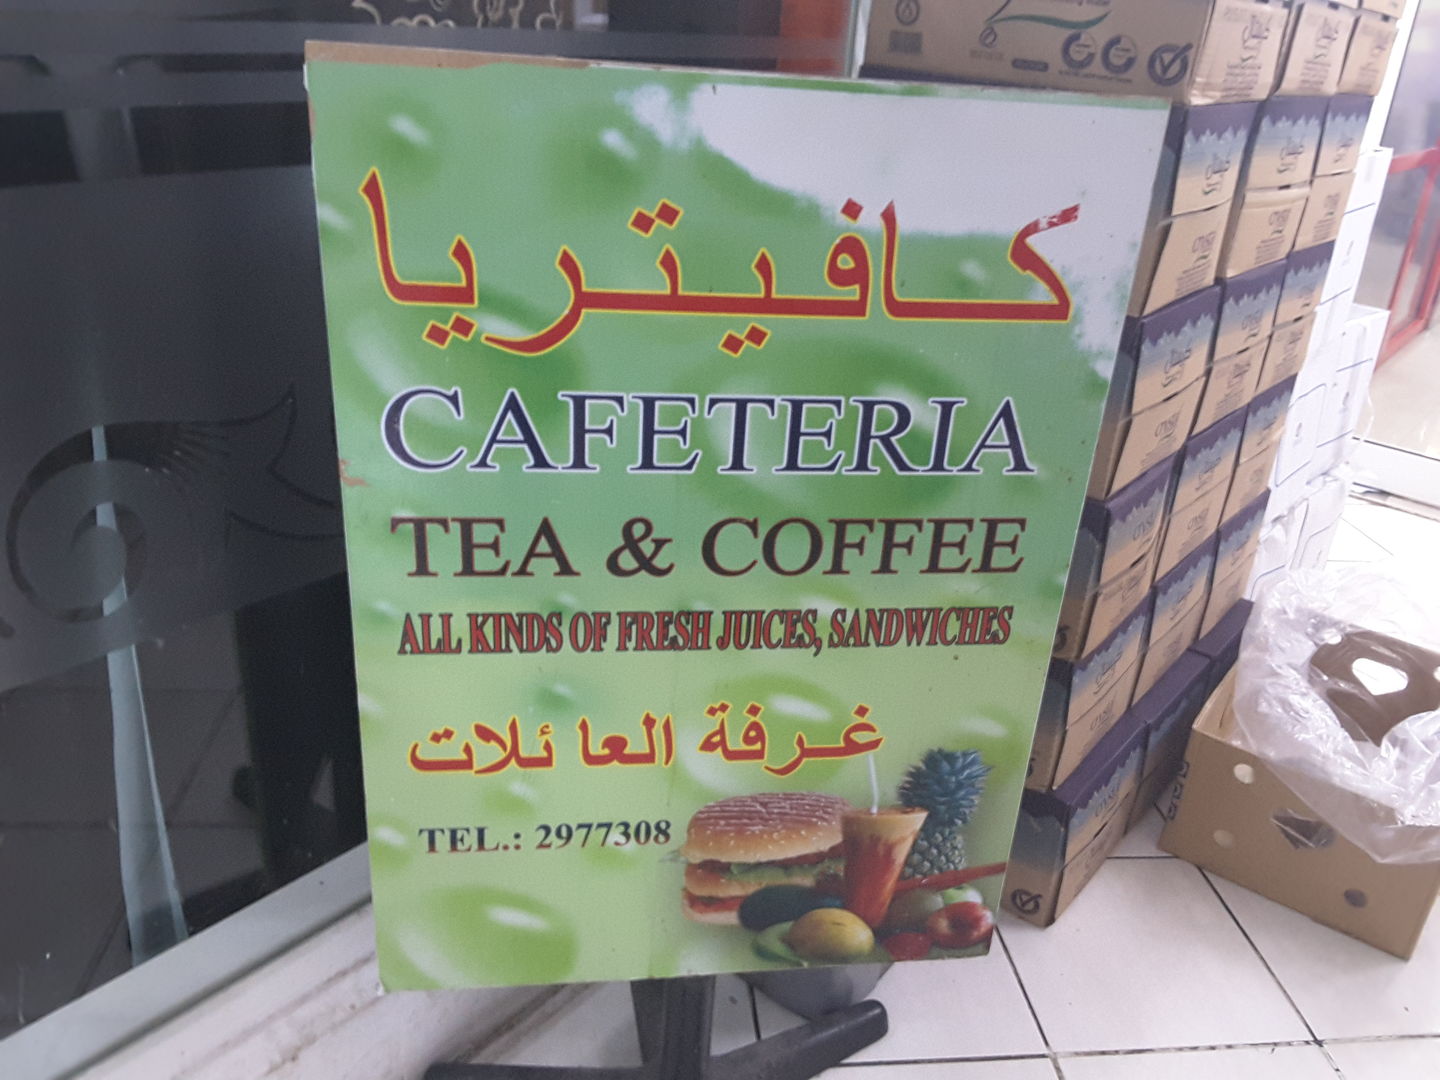 كافيتريا
CAFETERIA
TEA & COFFEE
ALL KINDS OF FRESH JUICES, SANDWICHES
غرفة العائلات
TEL.: 2977308